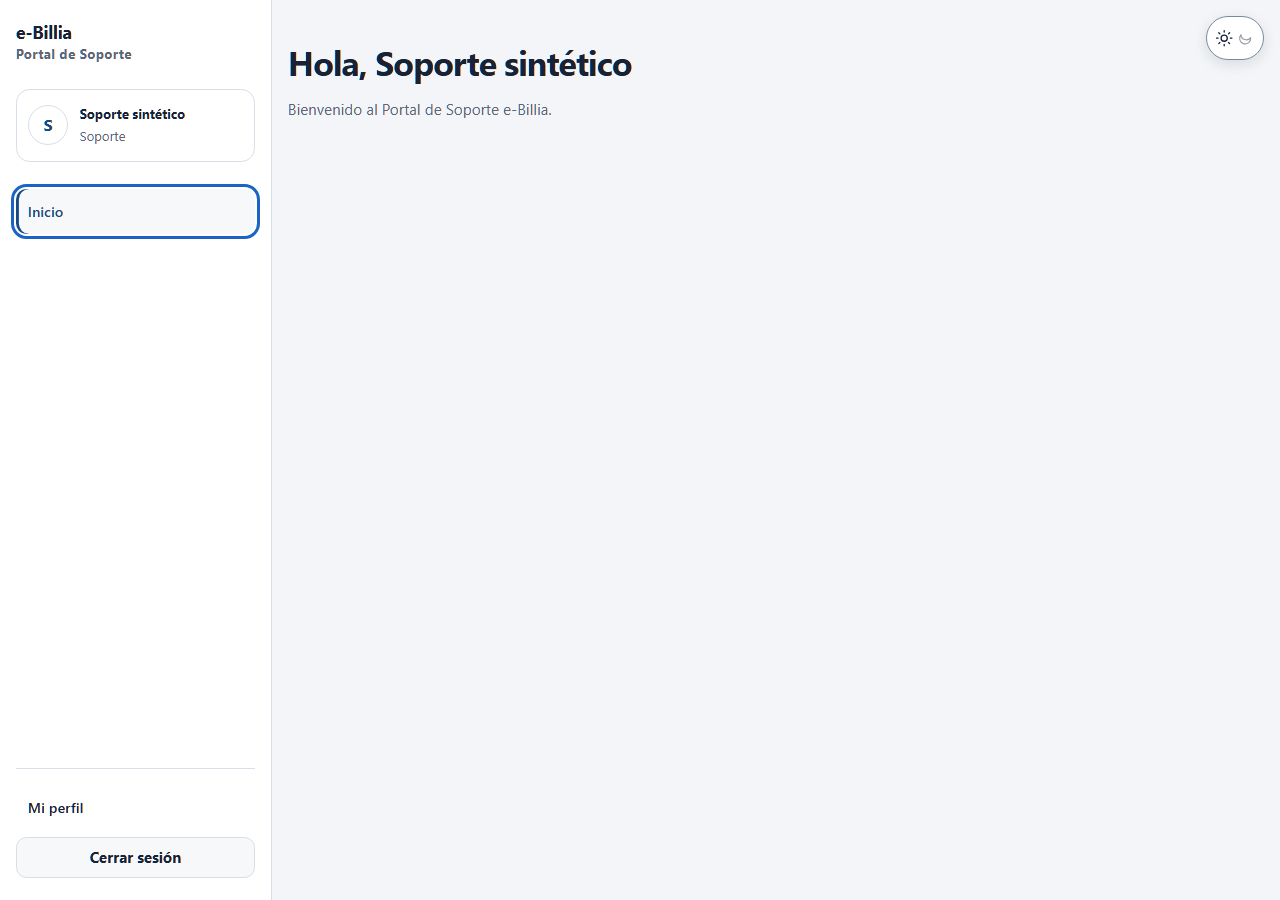 e-Billia
Portal de Soporte
S
Soporte sintético
Soporte
Inicio
Mi perfil
Cerrar sesión
Hola, Soporte sintético
Bienvenido al Portal de Soporte e-Billia.